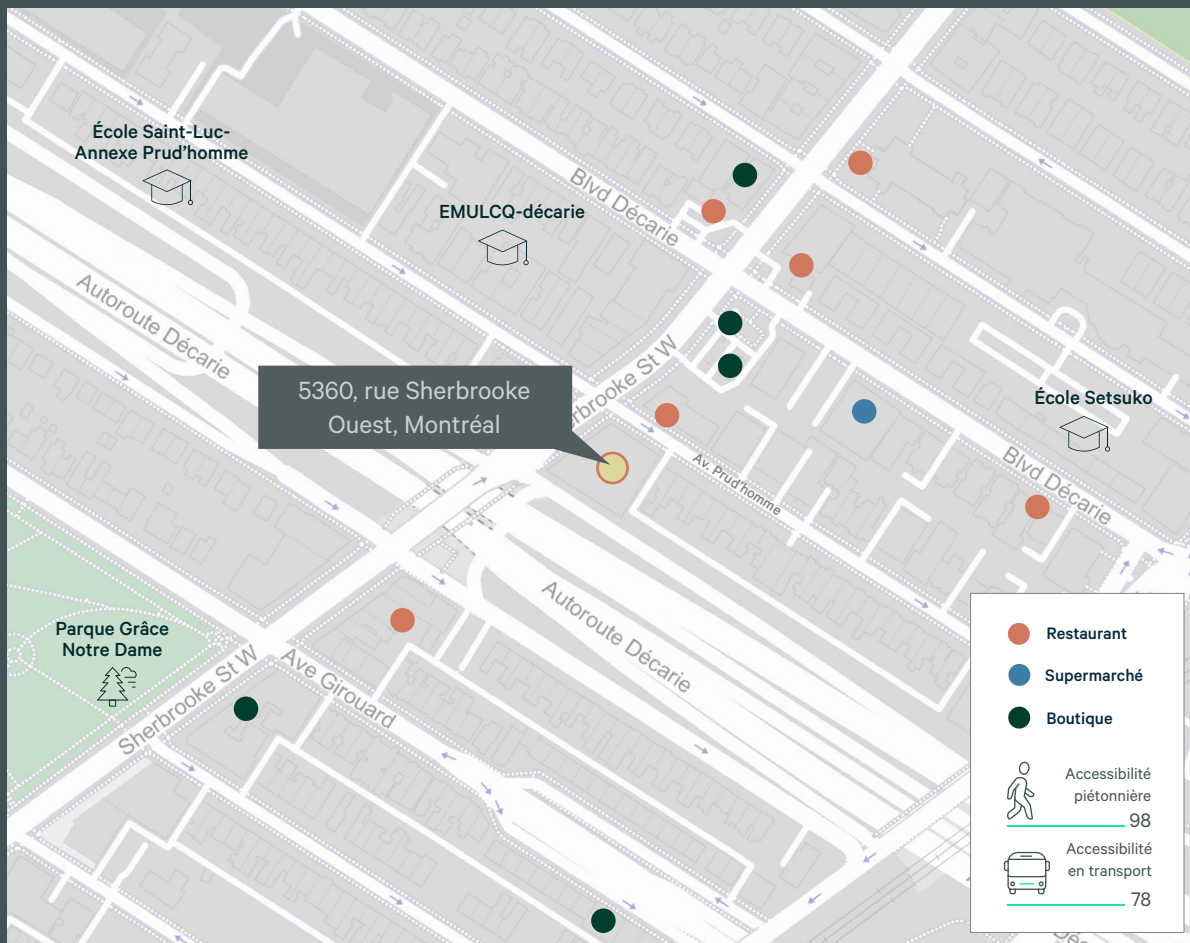 École Saint-Luc-
Annexe Prud'homme
EMULCQ-décarie
Blvd Décarie
Autoroute Décarie
5360, rue Sherbrooke
Ouest, Montréal
rbrooke St W
École Setsuko
Blvd Décarie
Av. Prud'homme
Autoroute Décarie
Parque Grâce
Notre Dame
Sherbrooke St W
Ave Girouard
Restaurant
Supermarché
Boutique
Accessibilité
piétonnière
98
Accessibilité
en transport
78